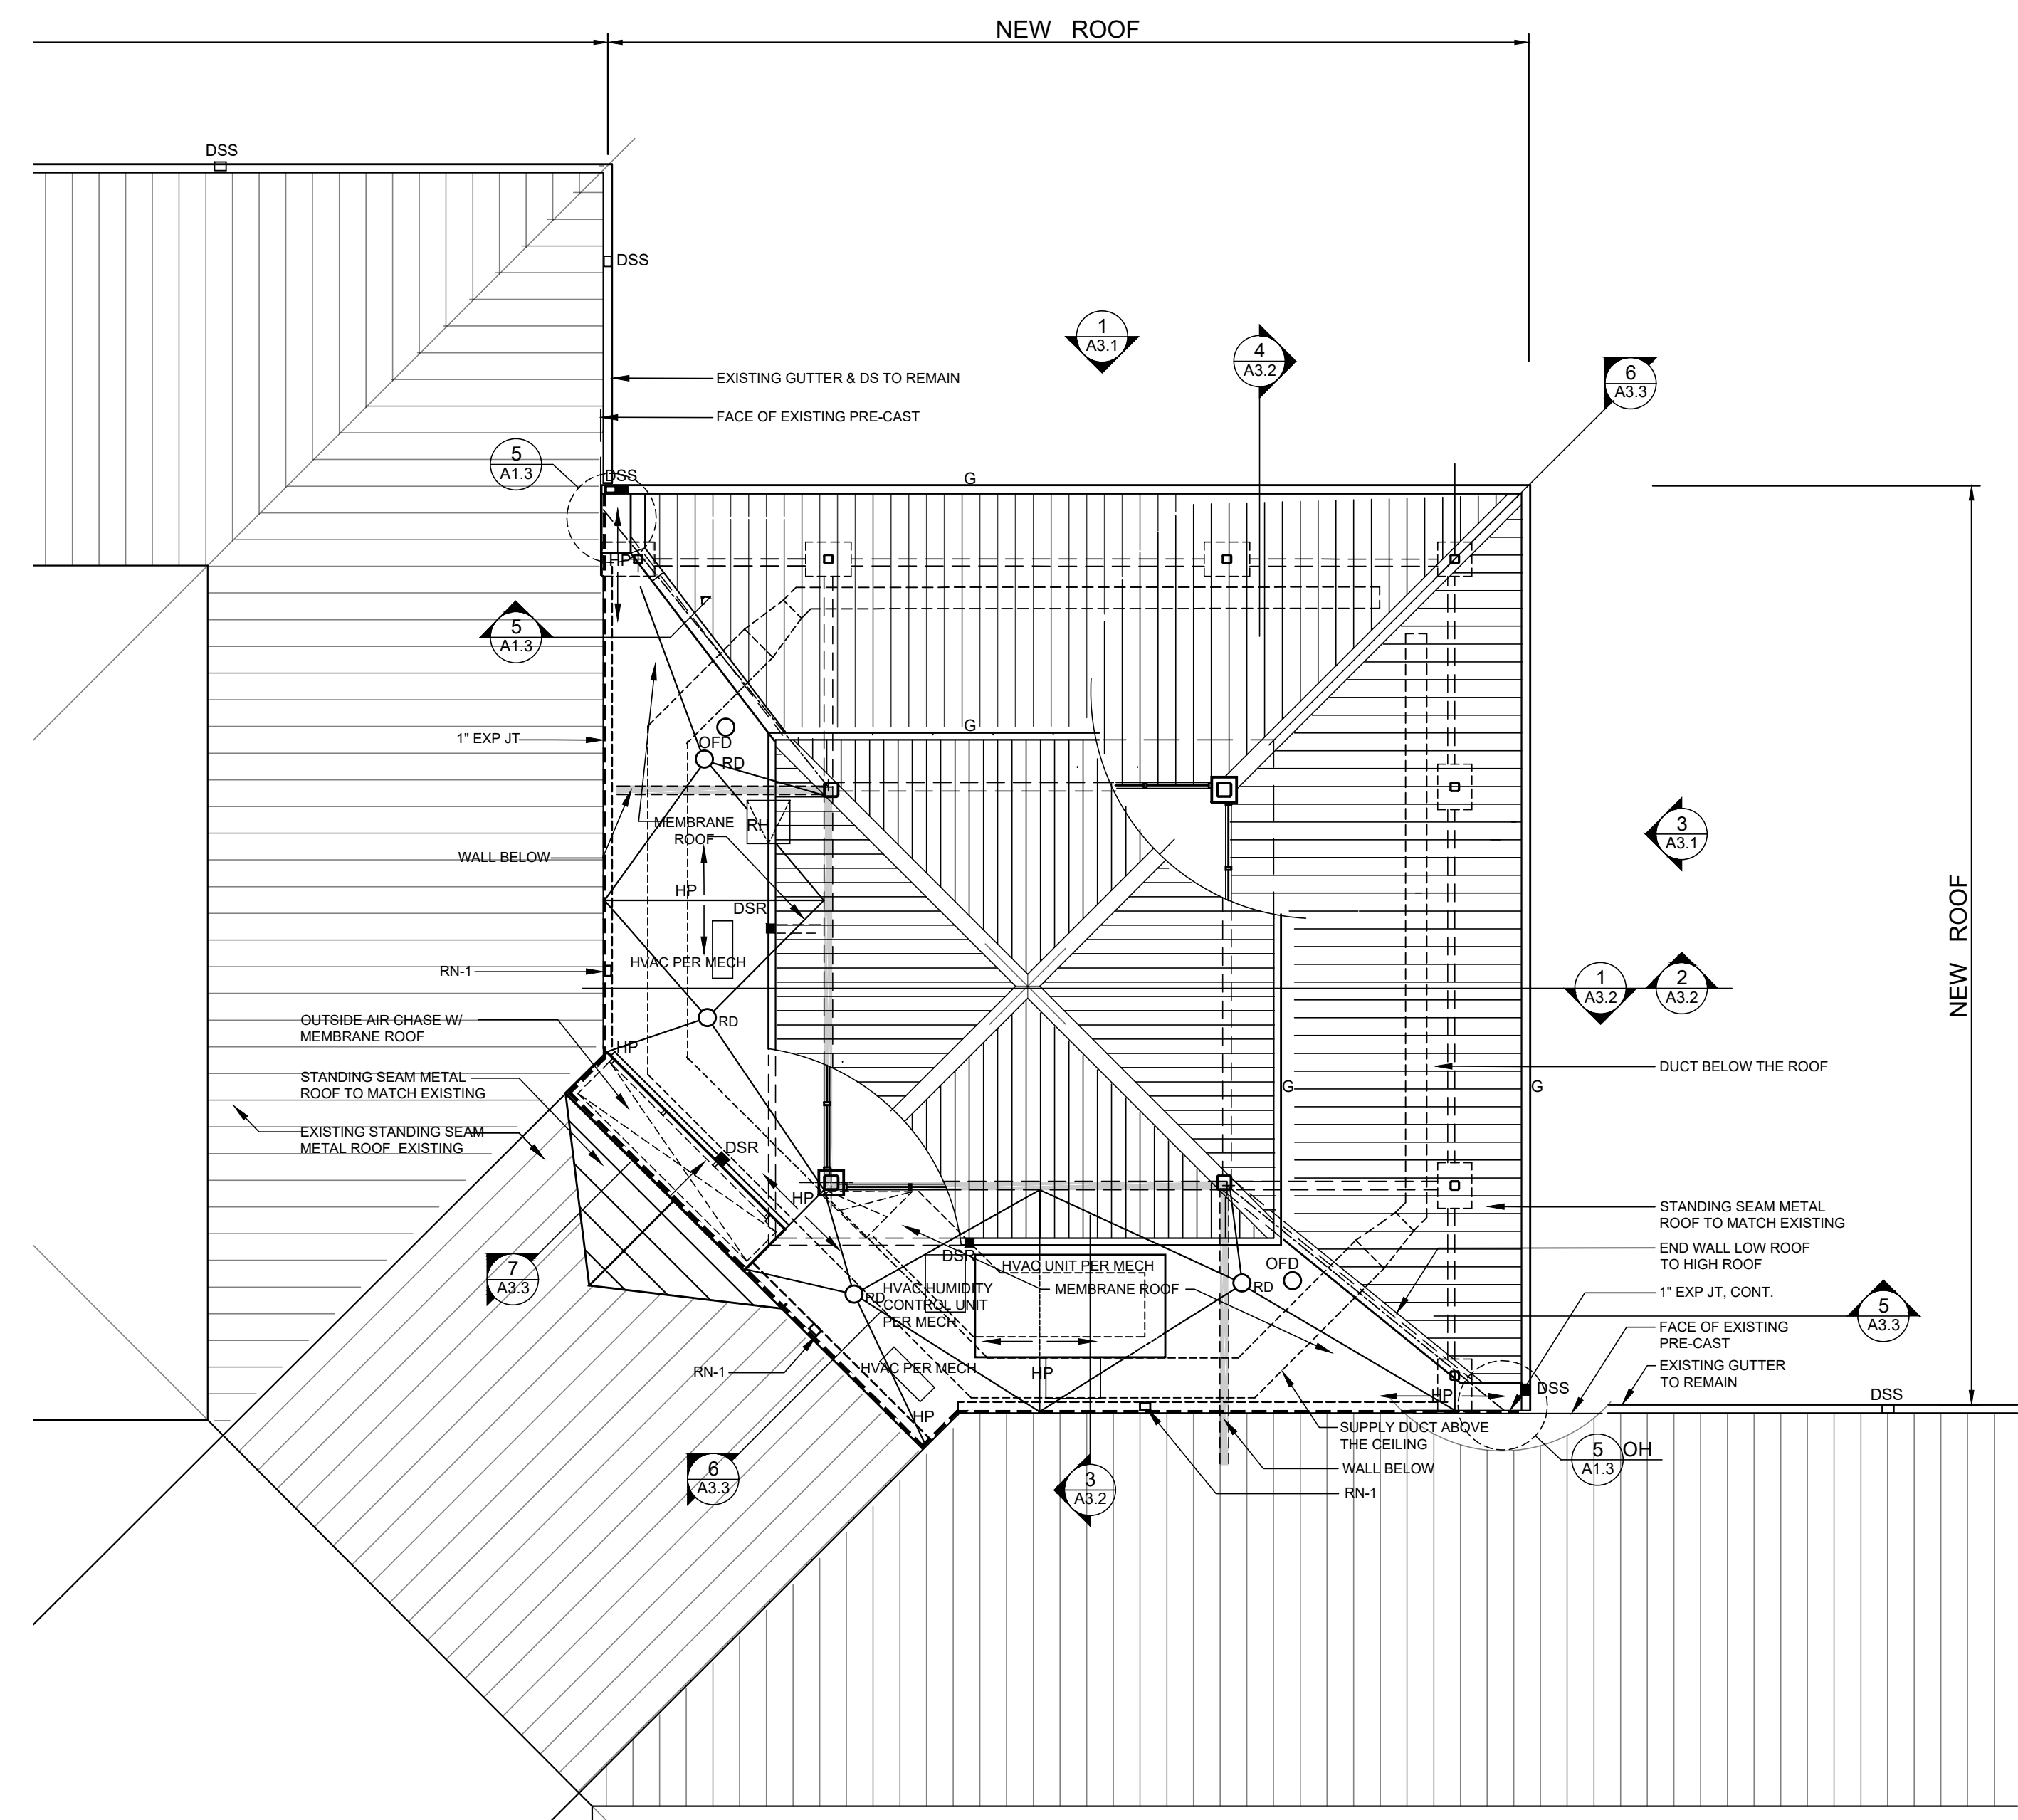 NEW ROOF
DSS
DSS
1
A3.1
4
A3.2
6
A3.3
EXISTING GUTTER & DS TO REMAIN
FACE OF EXISTING PRE-CAST
5
A1.3
DSS
G
HP
5
A1.3
G
OFD
RD
1" EXP JT
MEMBRANE
ROOF
RH
WALL BELOW
3
A3.1
HP
DSR
NEW ROOF
HVAC PER MECH
RN-1
1
A3.2
2
A3.2
OUTSIDE AIR CHASE W/
MEMBRANE ROOF
RD
HP
DUCT BELOW THE ROOF
STANDING SEAM METAL
ROOF TO MATCH EXISTING
G
G
EXISTING STANDING SEAM
METAL ROOF EXISTING
DSR
HP
STANDING SEAM METAL
ROOF TO MATCH EXISTING
DSR
HVAC UNIT PER MECH
OFD
END WALL LOW ROOF
TO HIGH ROOF
7
A3.3
RD
HVAC HUMIDITY
CONTROL UNIT
PER MECH
MEMBRANE ROOF
RD
1" EXP JT, CONT.
5
A3.3
FACE OF EXISTING
PRE-CAST
RN-1
HVAC PER MECH
HP
EXISTING GUTTER
TO REMAIN
HP
DSS
DSS
HP
SUPPLY DUCT ABOVE
THE CEILING
5
A1.3
OH
6
A3.3
3
A3.2
WALL BELOW
RN-1